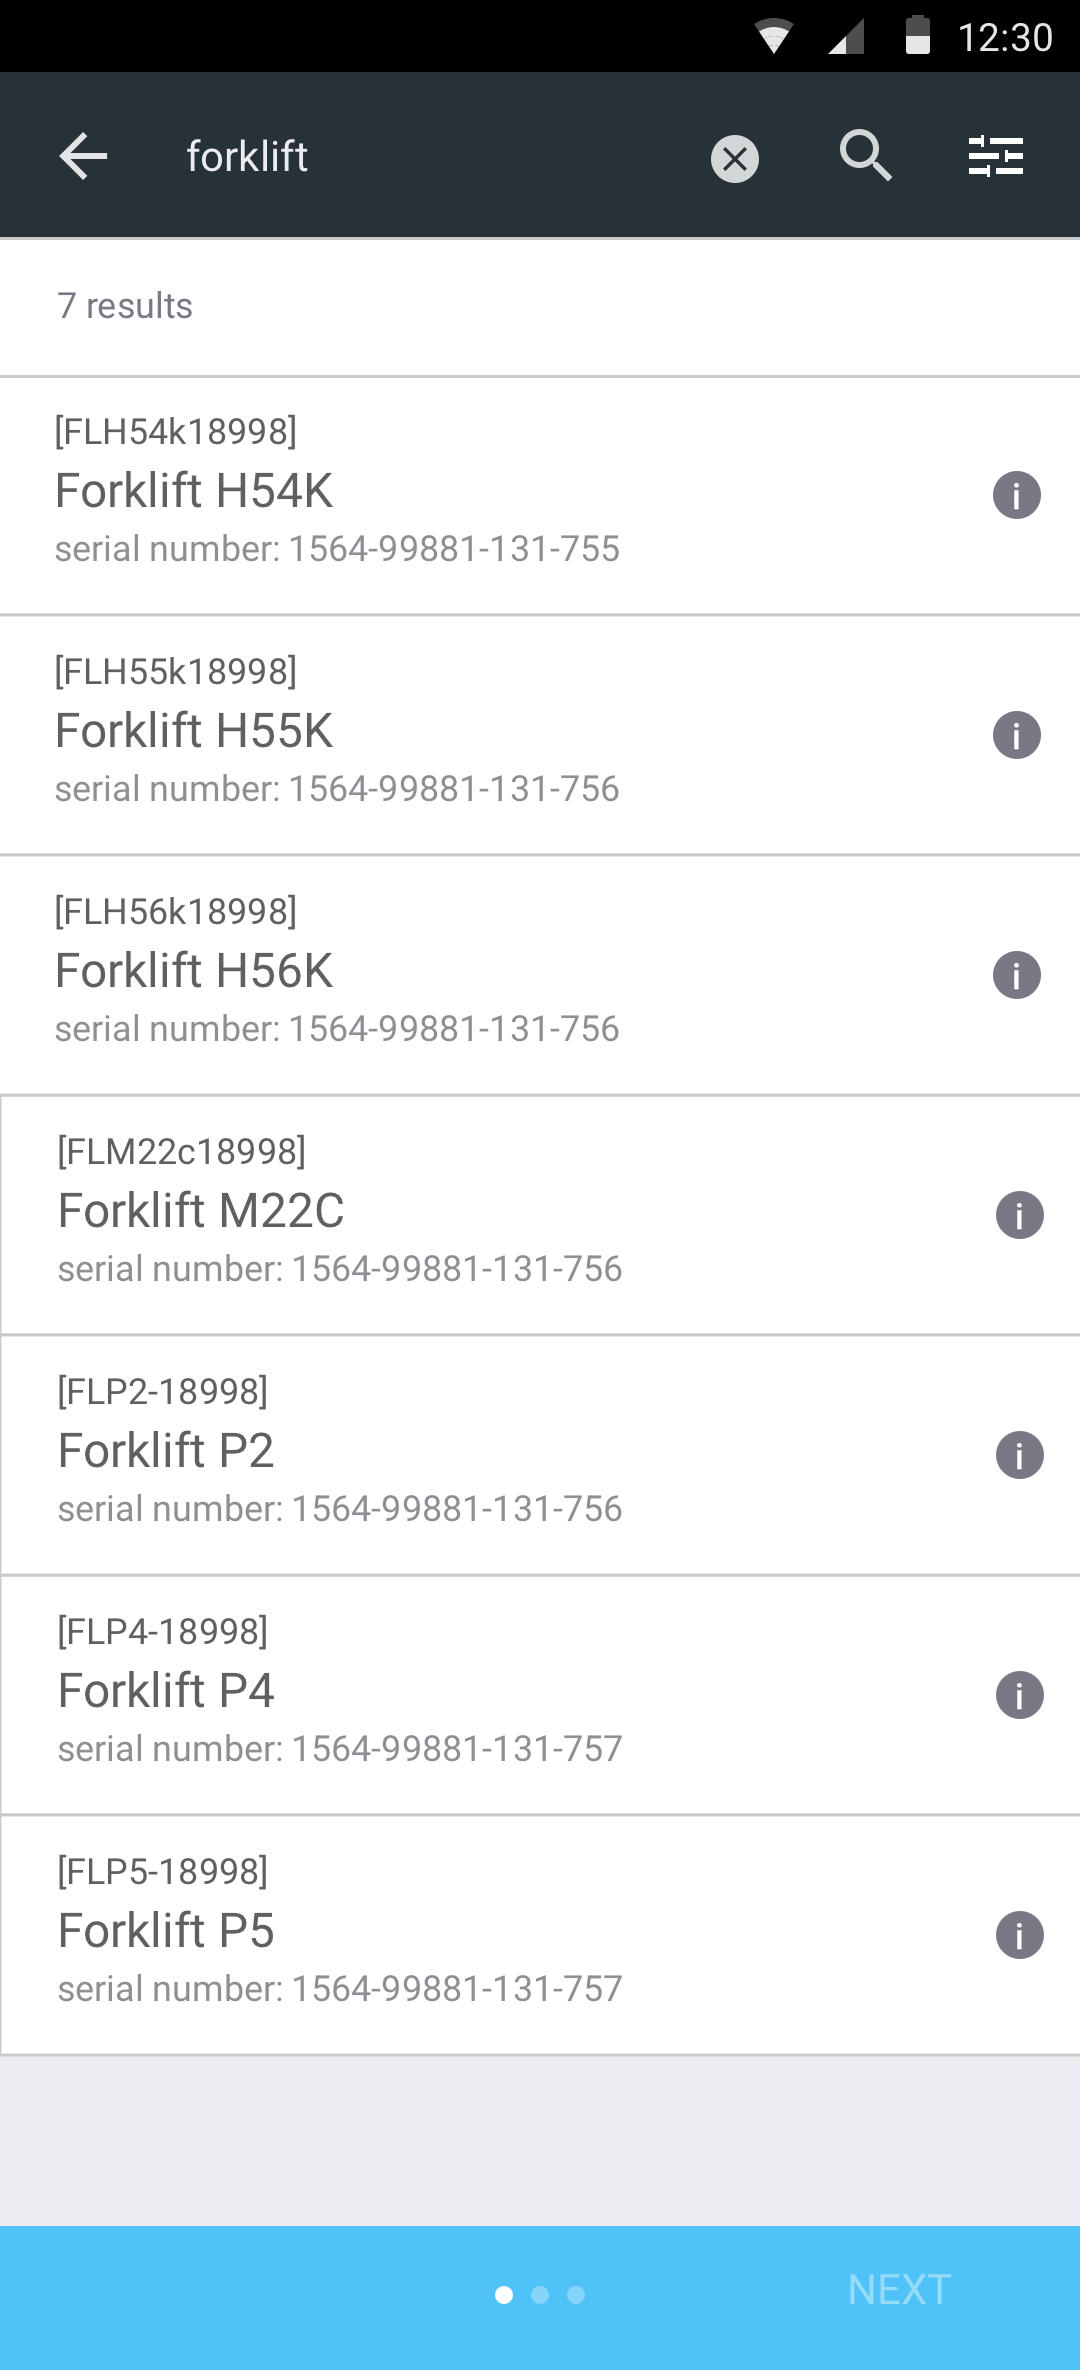 12:30
forklift
7 results
[FLH54k18998]
Forklift H54K
serial number: 1564-99881-131-755
[FLH55k18998]
Forklift H55K
serial number: 1564-99881-131-756
[FLH56k18998]
Forklift H56K
serial number: 1564-99881-131-756
[FLM22c18998]
Forklift M22C
serial number: 1564-99881-131-756
[FLP2-18998]
Forklift P2
serial number: 1564-99881-131-756
[FLP4-18998]
Forklift P4
serial number: 1564-99881-131-757
[FLP5-18998]
Forklift P5
serial number: 1564-99881-131-757
NEXT